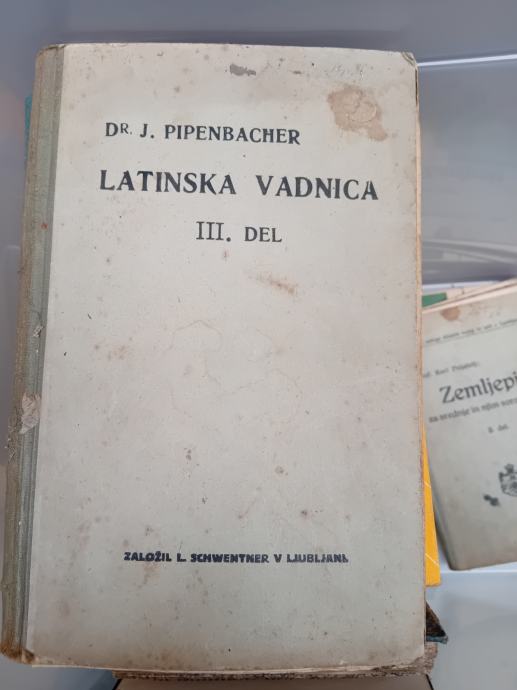 DR. J. PIPENBACHER
LATINSKA VADNICA
III. DEL
ZALOŽIL L. SCHWENTNER V LJUBLJANI.
Zemljepi